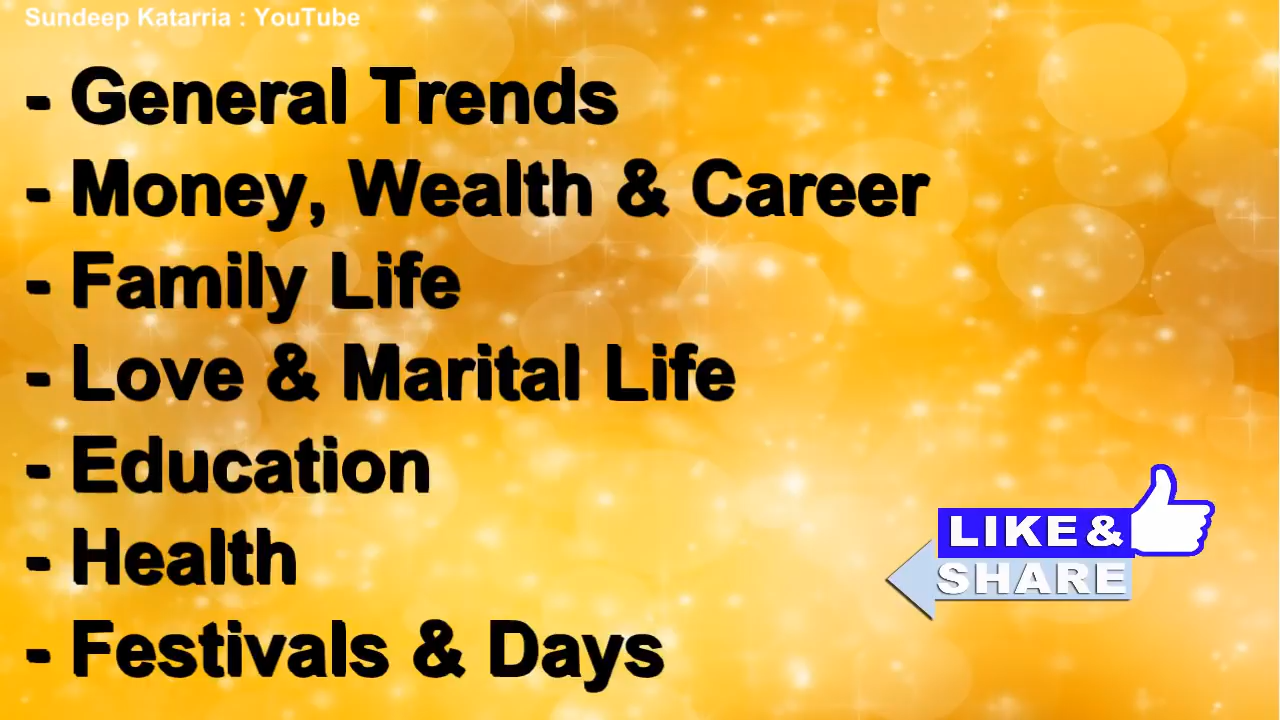 Sundeep Katarria : YouTube
- General Trends
- Money, Wealth & Career
- Family Life
- Love & Marital Life
- Education
- Health
- Festivals & Days
LIKE &
SHARE